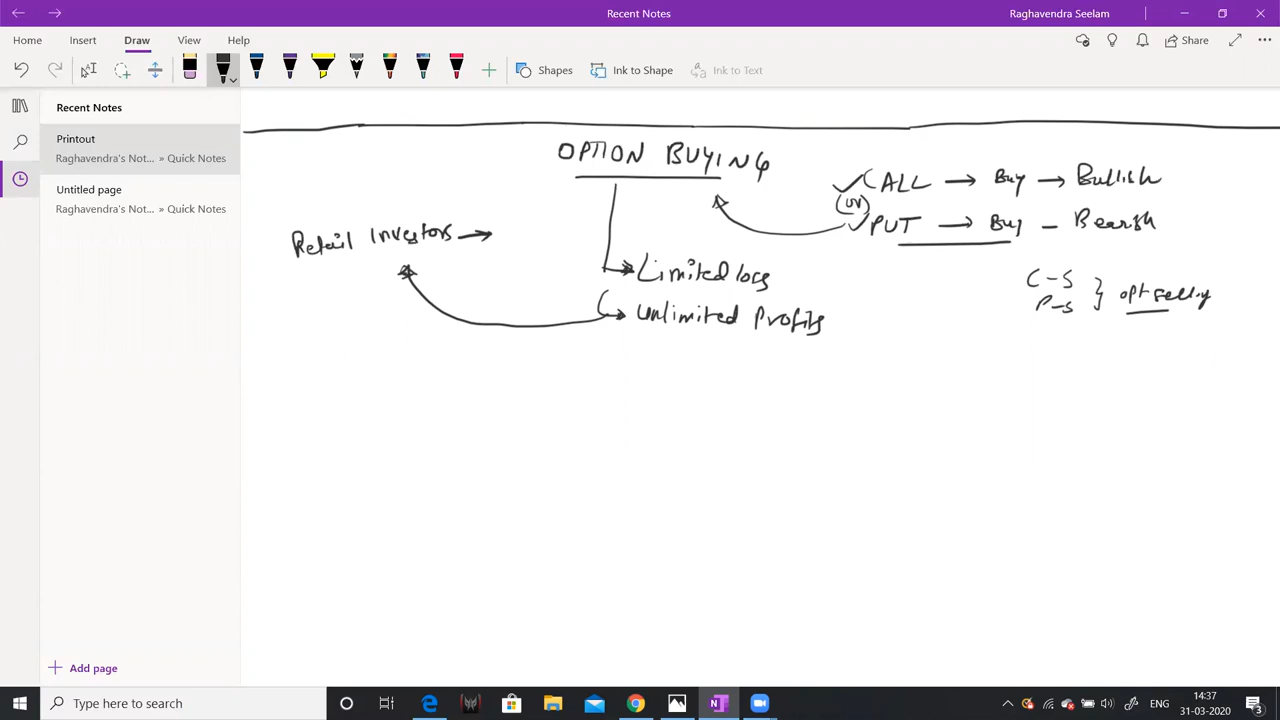 Recent Notes
Raghavendra Seelam
Home Insert Draw View Help
Share
Shapes
Ink to Shape
Ink to Text
Recent Notes
Printout
Raghavendra's Not... » Quick Notes
Untitled page
Raghavendra's Not... » Quick Notes
OPTION BUYING
CALL → Buy → Bullish
(or)
PUT → Buy - Bearish
Retail Investors →
Limited loss
Unlimited Profits
C-S
P-S
opt selling
+ Add page
Type here to search
ENG
14:37
31-03-2020
3